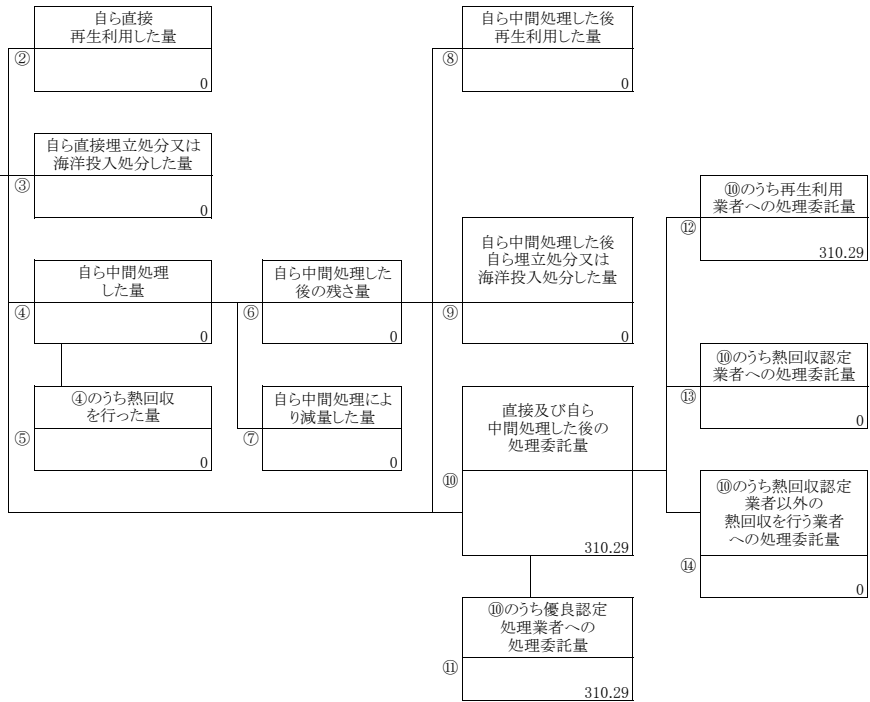 自ら直接
再生利用した量
②
0
自ら直接埋立処分又は
海洋投入処分した量
③
0
自ら中間処理
した量
④
0
④のうち熱回収
を行った量
⑤
0
自ら中間処理した
後の残さ量
⑥
0
自ら中間処理によ
り減量した量
⑦
0
自ら中間処理した後
再生利用した量
⑧
0
自ら中間処理した後
自ら埋立処分又は
海洋投入処分した量
⑨
0
直接及び自ら
中間処理した後の
処理委託量
⑩
310.29
⑩のうち優良認定
処理業者への
処理委託量
⑪
310.29
⑩のうち再生利用
業者への処理委託量
⑫
310.29
⑩のうち熱回収認定
業者への処理委託量
⑬
0
⑩のうち熱回収認定
業者以外の
熱回収を行う業者
への処理委託量
⑭
0